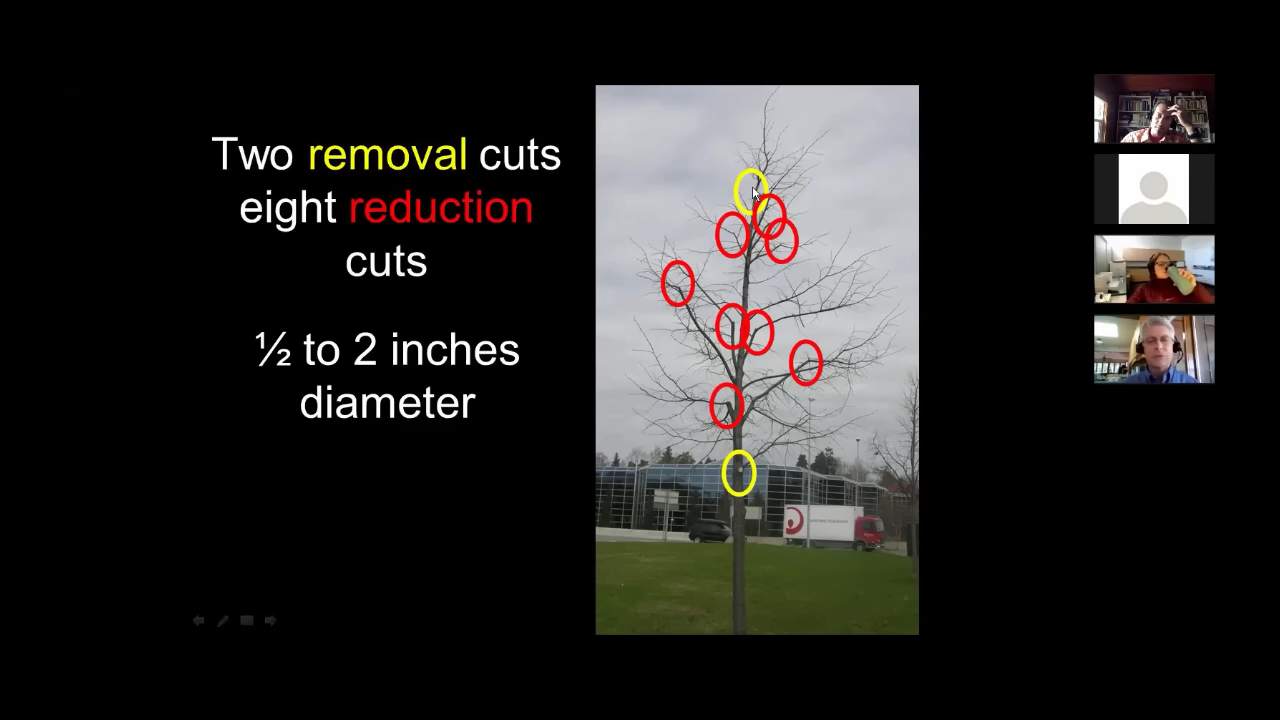 Two removal cuts
eight reduction
cuts
½ to 2 inches
diameter